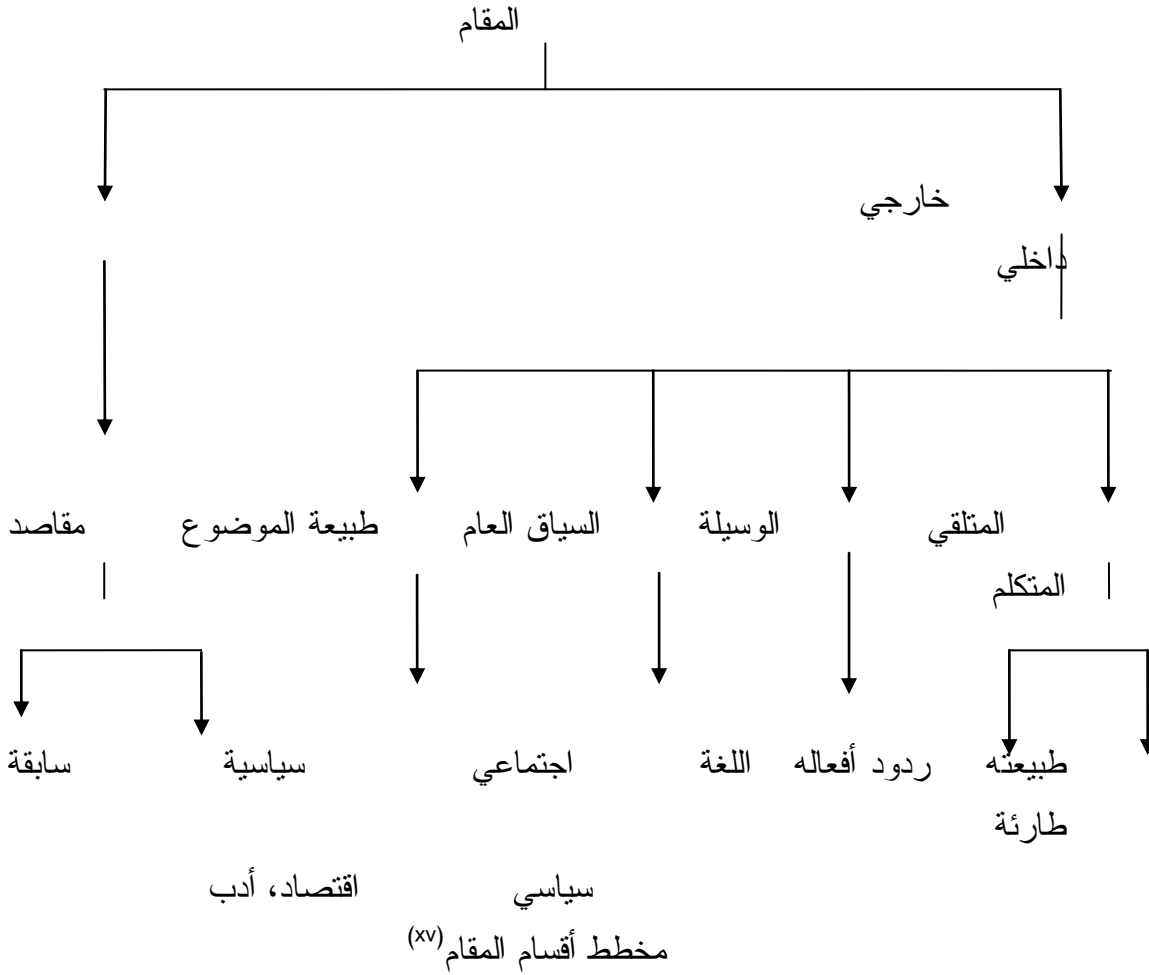 المقام
خارجي
داخلي
المتلقي الوسيلة السياق العام طبيعة الموضوع مقاصد
المتكلم
طبيعته ردود أفعاله اللغة اجتماعي سياسية سابقة
طارئة
سياسي اقتصاد، أدب
مخطط أقسام المقام(xv)